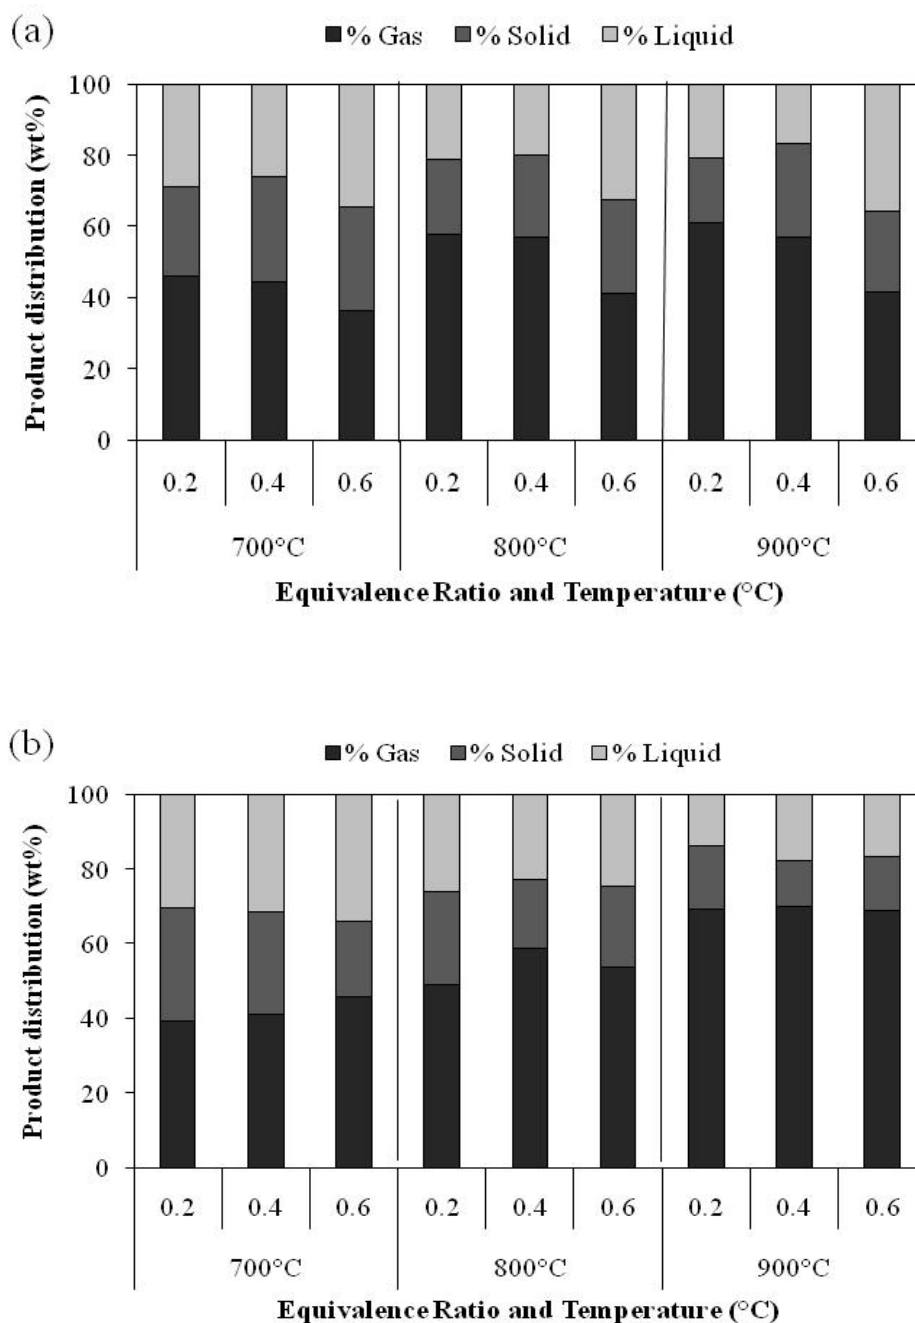 (a)
% Gas % Solid % Liquid
Product distribution (wt%)
100
80
60
40
20
0
0.2 0.4 0.6 0.2 0.4 0.6 0.2 0.4 0.6
700°C 800°C 900°C
Equivalence Ratio and Temperature (°C)
(b)
% Gas % Solid % Liquid
Product distribution (wt%)
100
80
60
40
20
0
0.2 0.4 0.6 0.2 0.4 0.6 0.2 0.4 0.6
700°C 800°C 900°C
Equivalence Ratio and Temperature (°C)